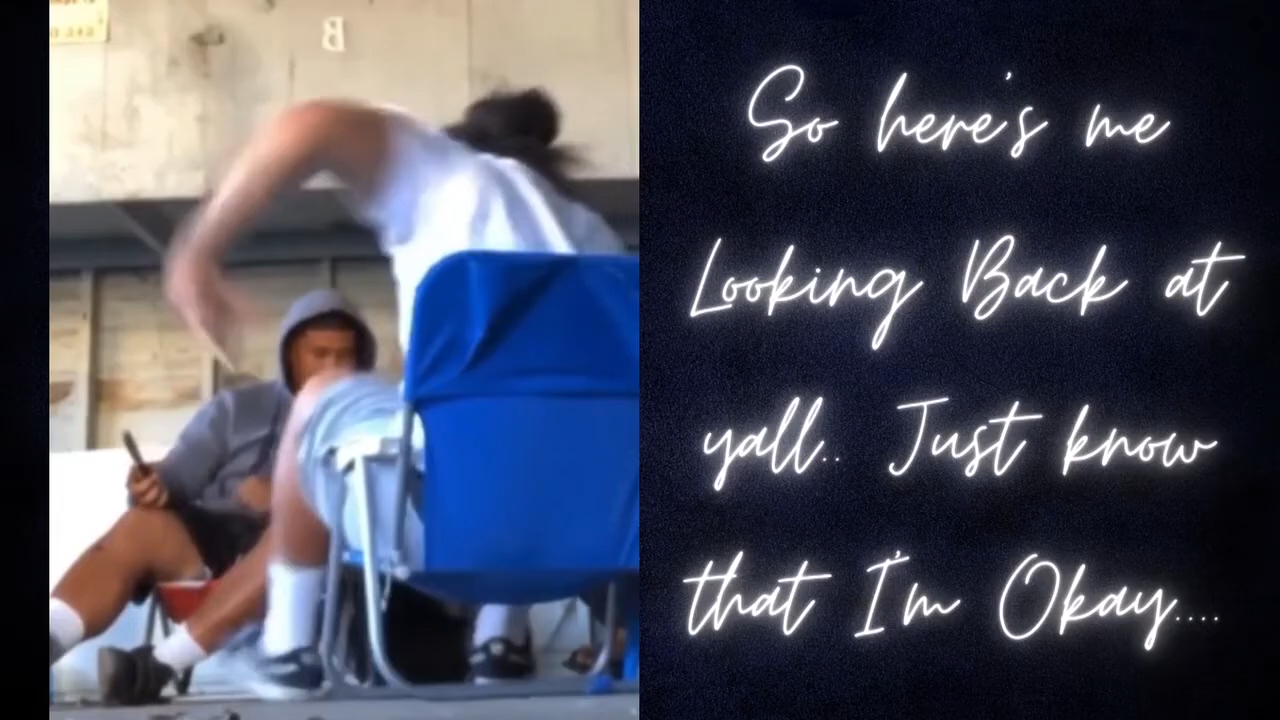 B
So here's me
Looking Back at
yall.. Just know
that I'm Okay....